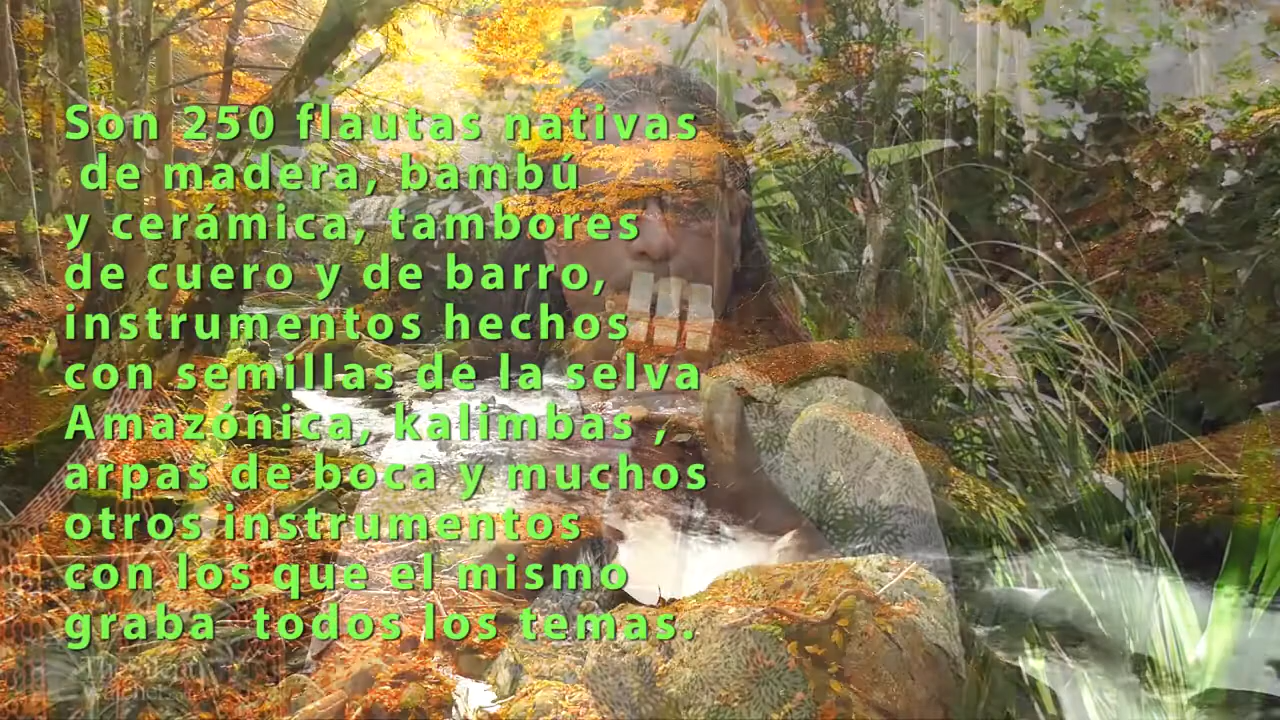 Son 250 flautas nativas
de madera, bambú
y cerámica, tambores
de cuero y de barro,
instrumentos hechos
con semillas de la selva
Amazónica, kalimbas ,
arpas de boca y muchos
otros instrumentos
con los que el mismo
graba todos los temas.